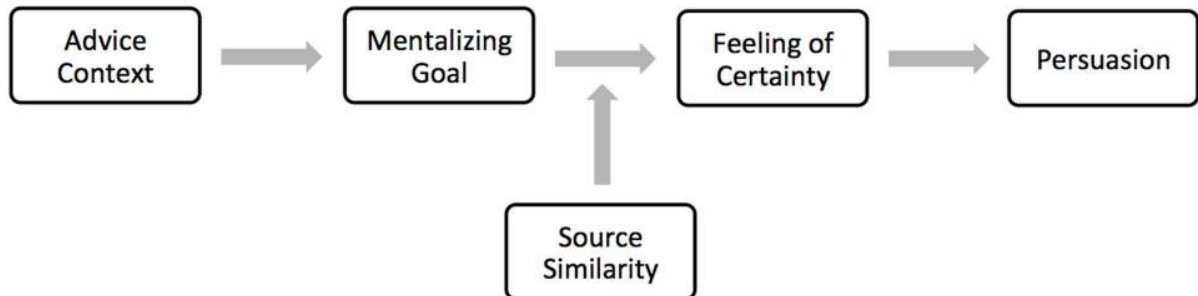 Advice
Context
Mentalizing
Goal
Feeling of
Certainty
Persuasion
Source
Similarity